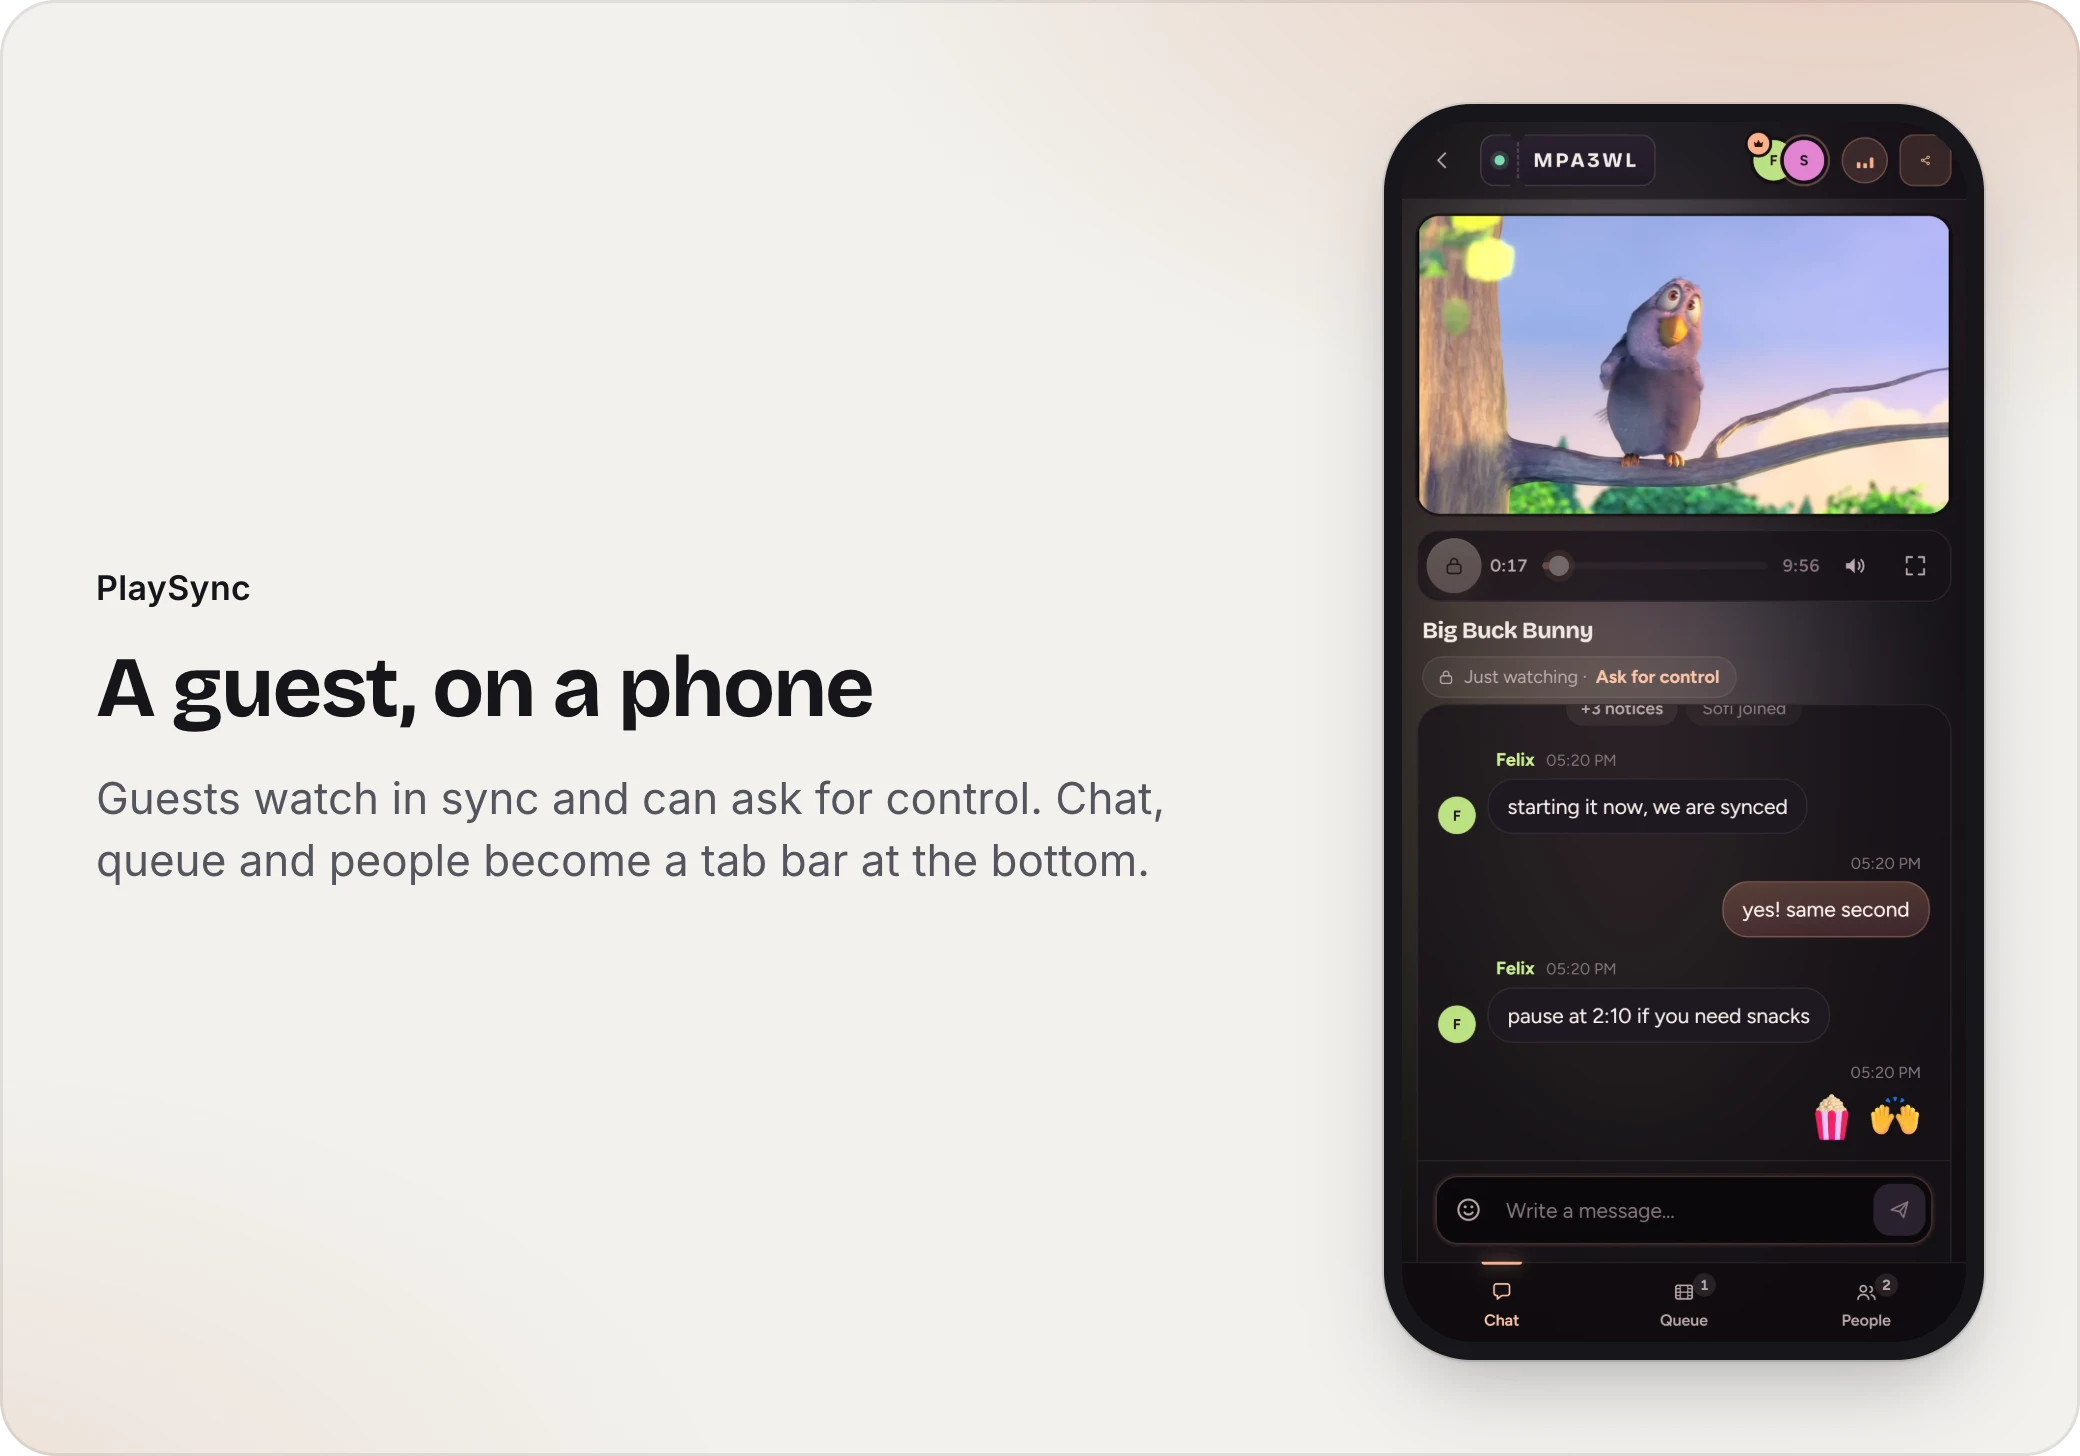 PlaySync
A guest, on a phone
Guests watch in sync and can ask for control. Chat,
queue and people become a tab bar at the bottom.
MPA3WL
F
S
0:17
9:56
Big Buck Bunny
Just watching · Ask for control
+3 notices
Sofi joined
Felix 05:20 PM
F
starting it now, we are synced
05:20 PM
yes! same second
Felix 05:20 PM
F
pause at 2:10 if you need snacks
05:20 PM
🍿 🙌
Write a message...
1
2
Chat
Queue
People